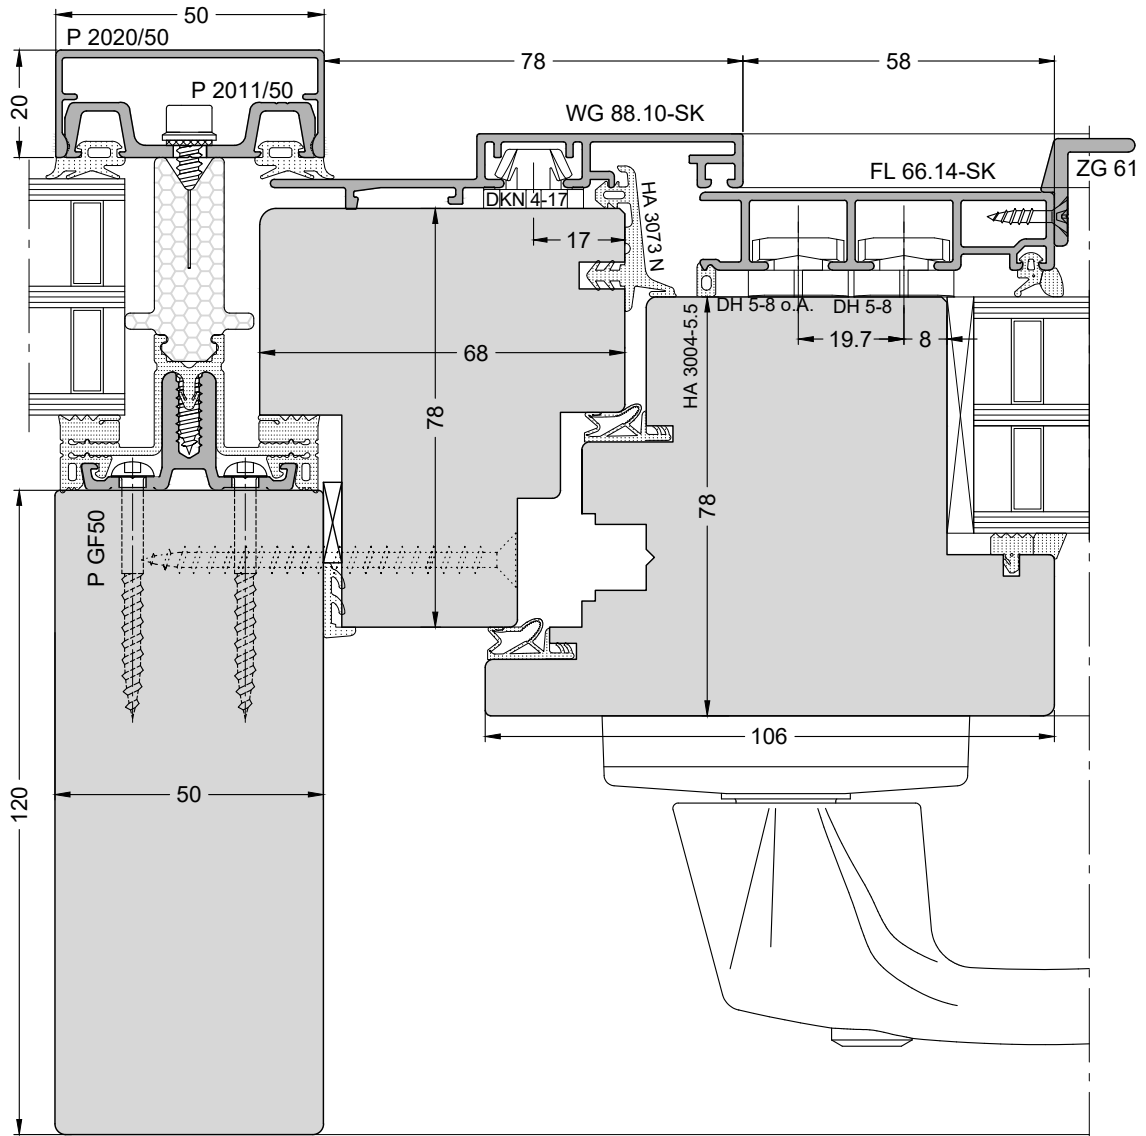 50
P 2020/50
78
58
P 2011/50
20
WG 88.10-SK
FL 66.14-SK
ZG 61
DKN 4-17
HA 3073 N
17
DH 5-8 o.A.
DH 5-8
19.7
8
68
HA 3004-5.5
78
78
P GF50
106
50
120